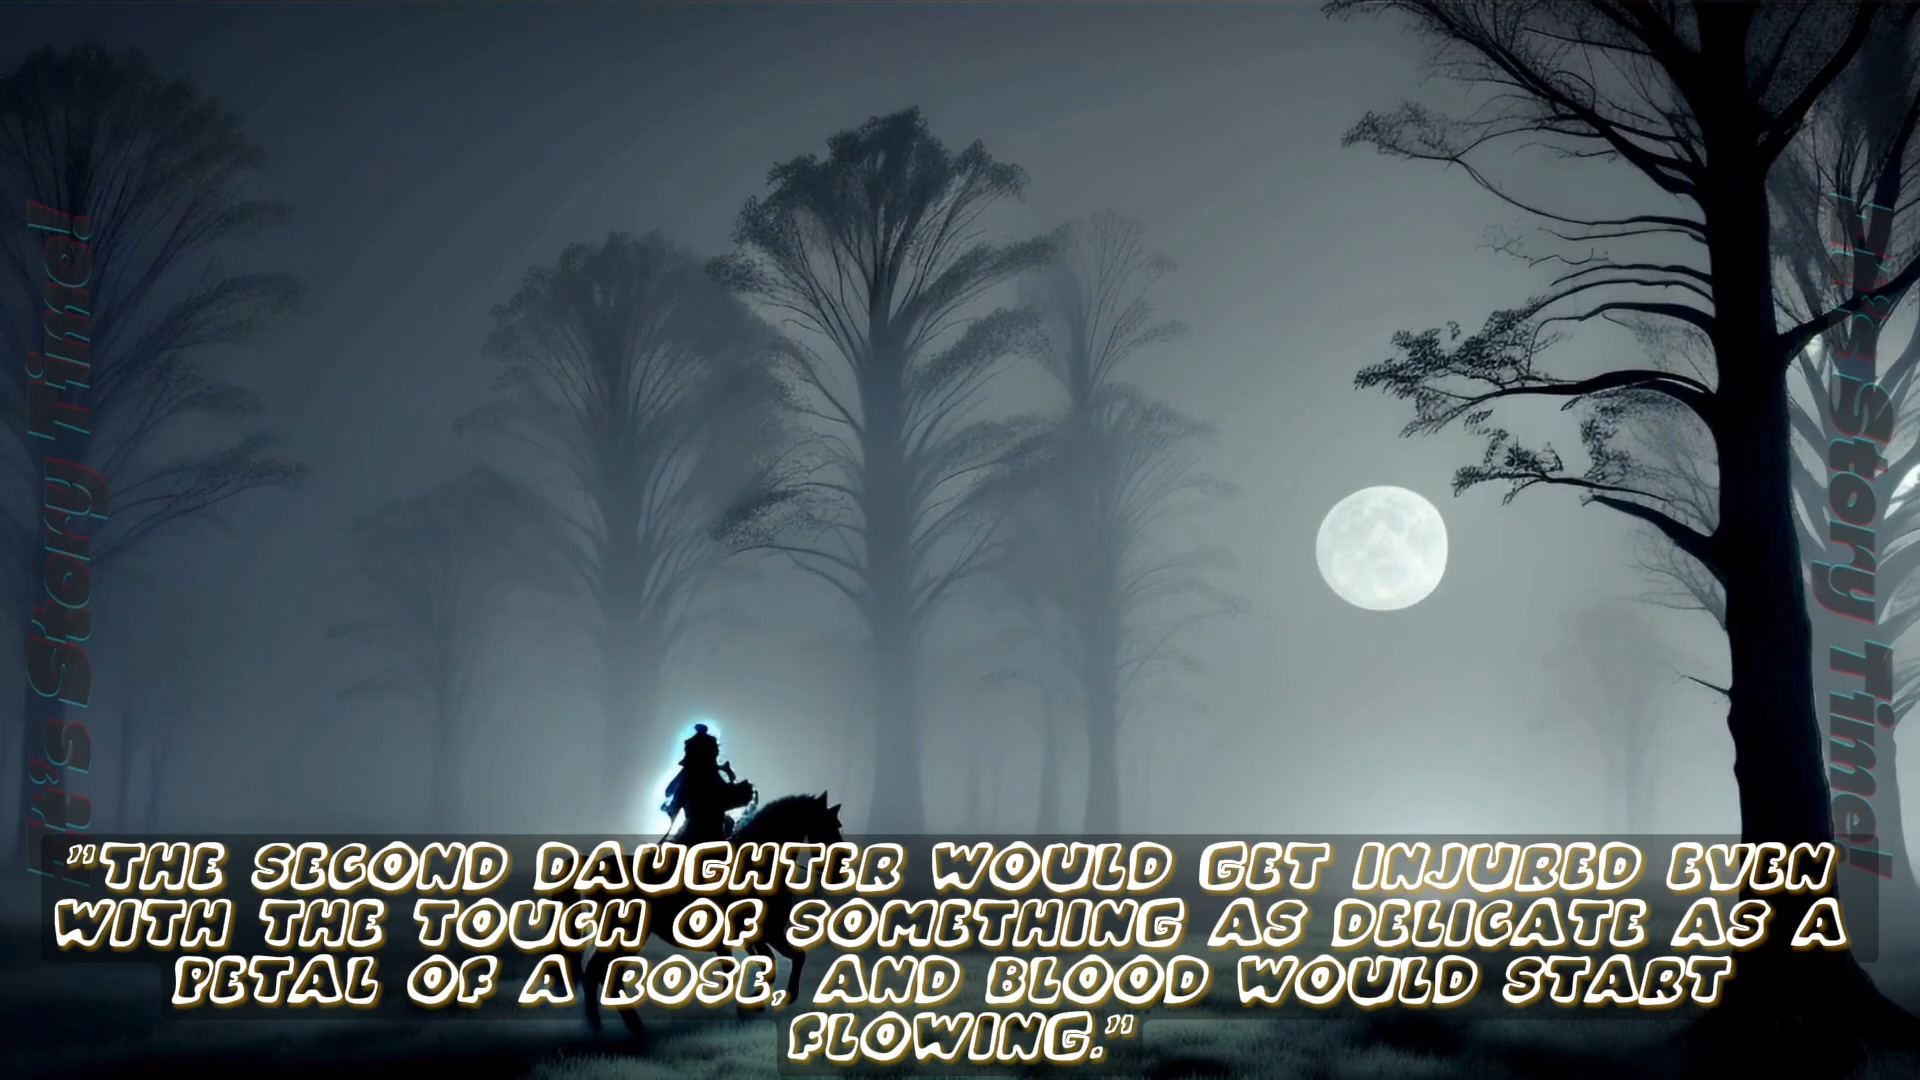 It's Story Time!
It's Story Time!
"THE SECOND DAUGHTER WOULD GET INJURED EVEN
WITH THE TOUCH OF SOMETHING AS DELICATE AS A
PETAL OF A ROSE, AND BLOOD WOULD START
FLOWING."